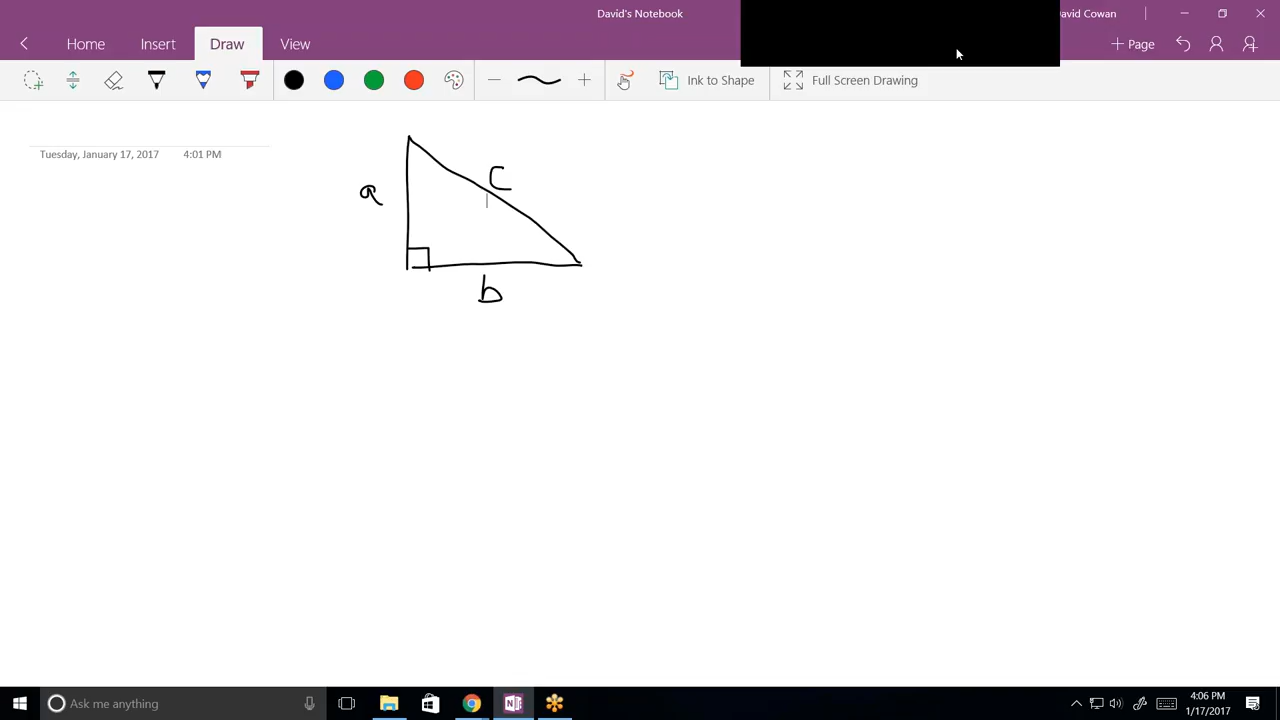 David's Notebook
avid Cowan
Home Insert Draw View
Page
Ink to Shape
Full Screen Drawing
Tuesday, January 17, 2017 4:01 PM
C
a
b
Ask me anything
4:06 PM
1/17/2017